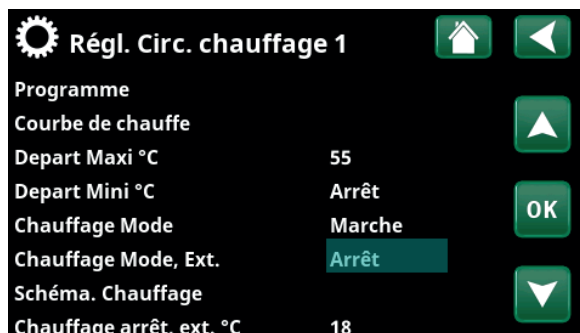 Régl. Circ. chauffage 1
Programme
Courbe de chauffe
Depart Maxi °C 55
Depart Mini °C Arrêt
OK
Chauffage Mode Marche
Chauffage Mode, Ext. Arrêt
Schéma. Chauffage
Chauffage arrêt, ext. °C 18